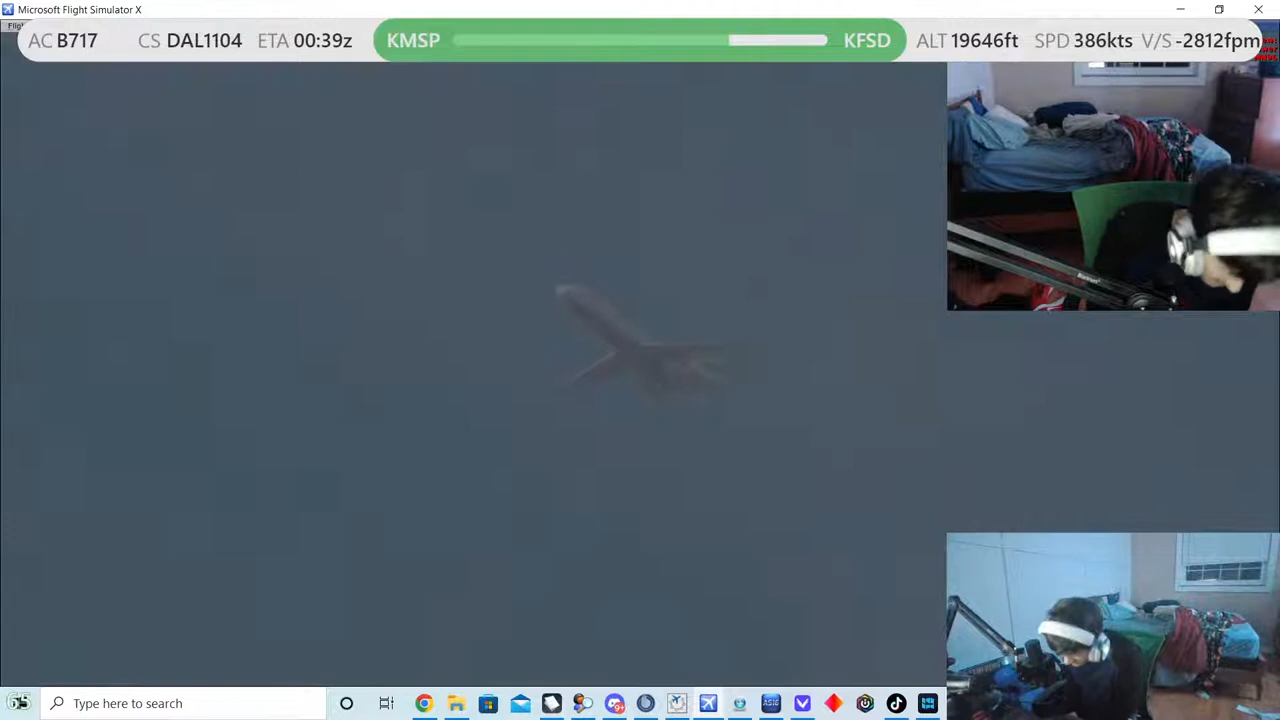 Microsoft Flight Simulator X
AC B717 CS DAL1104 ETA 00:39z KMSP KFSD ALT 19646ft SPD 386kts V/S -2812fpm
Type here to search